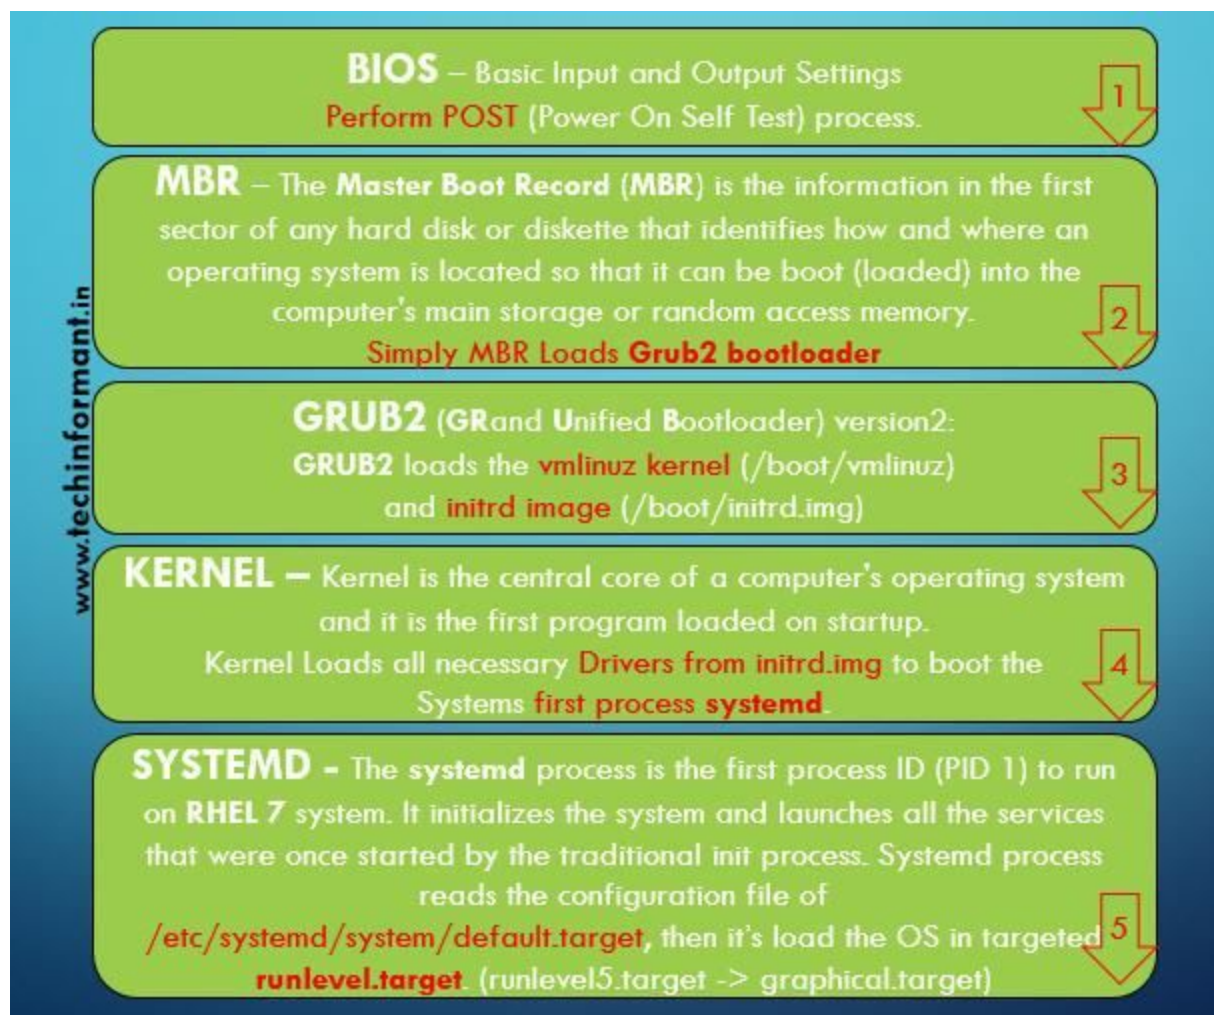 BIOS – Basic Input and Output Settings
Perform POST (Power On Self Test) process.
1
MBR – The Master Boot Record (MBR) is the information in the first
sector of any hard disk or diskette that identifies how and where an
operating system is located so that it can be boot (loaded) into the
computer's main storage or random access memory.
Simply MBR Loads Grub2 bootloader
2
GRUB2 (GRand Unified Bootloader) version2:
GRUB2 loads the vmlinuz kernel (/boot/vmlinuz)
and initrd image (/boot/initrd.img)
3
KERNEL – Kernel is the central core of a computer's operating system
and it is the first program loaded on startup.
Kernel Loads all necessary Drivers from initrd.img to boot the
Systems first process systemd.
4
SYSTEMD - The systemd process is the first process ID (PID 1) to run
on RHEL 7 system. It initializes the system and launches all the services
that were once started by the traditional init process. Systemd process
reads the configuration file of
/etc/systemd/system/default.target, then it's load the OS in targeted
runlevel.target. (runlevel5.target -> graphical.target)
5
www.techinformant.in